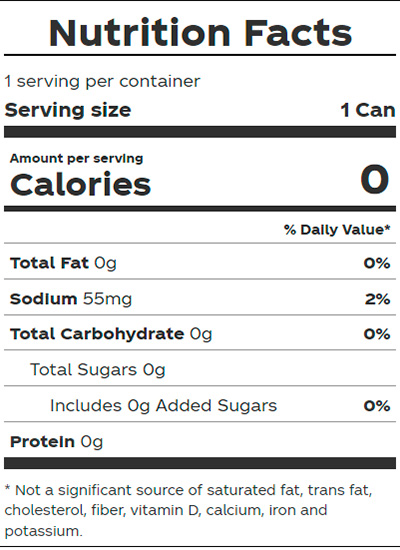 Nutrition Facts
1 serving per container
Serving size 1 Can
Amount per serving
Calories 0
% Daily Value*
Total Fat 0g 0%
Sodium 55mg 2%
Total Carbohydrate 0g 0%
Total Sugars 0g
Includes 0g Added Sugars 0%
Protein 0g
* Not a significant source of saturated fat, trans fat,
cholesterol, fiber, vitamin D, calcium, iron and
potassium.